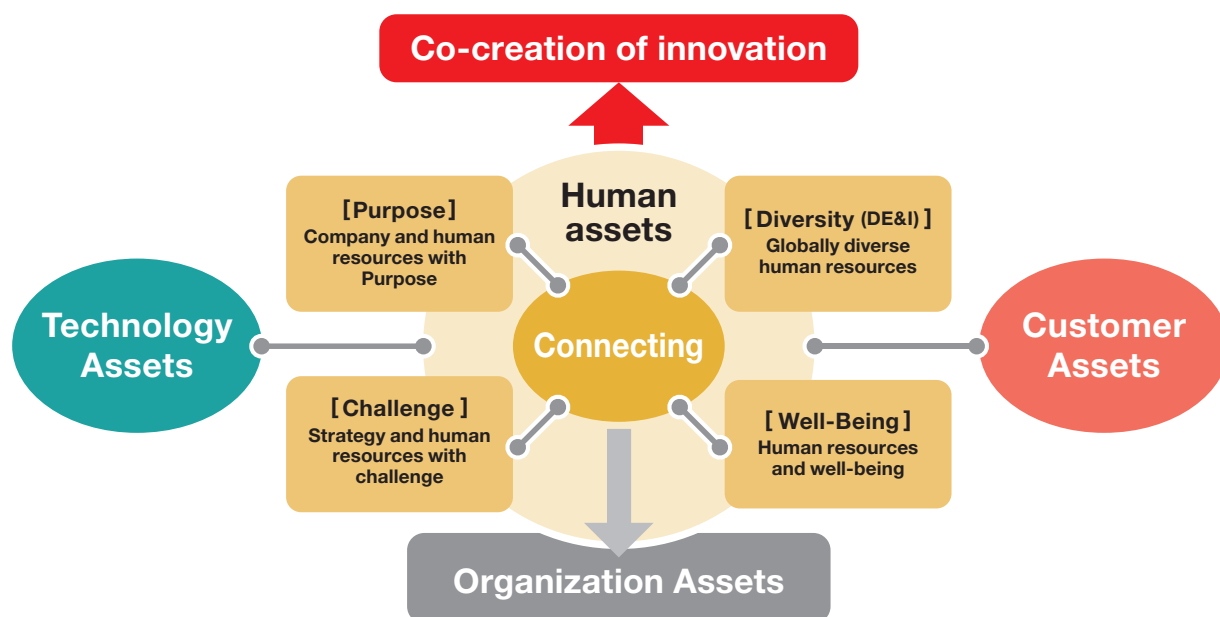 Co-creation of innovation
Human
assets
[Purpose]
Company and human
resources with
Purpose
[Diversity (DE&I)]
Globally diverse
human resources
Technology
Assets
Connecting
Customer
Assets
[Challenge]
Strategy and human
resources with
challenge
[Well-Being]
Human resources
and well-being
Organization Assets